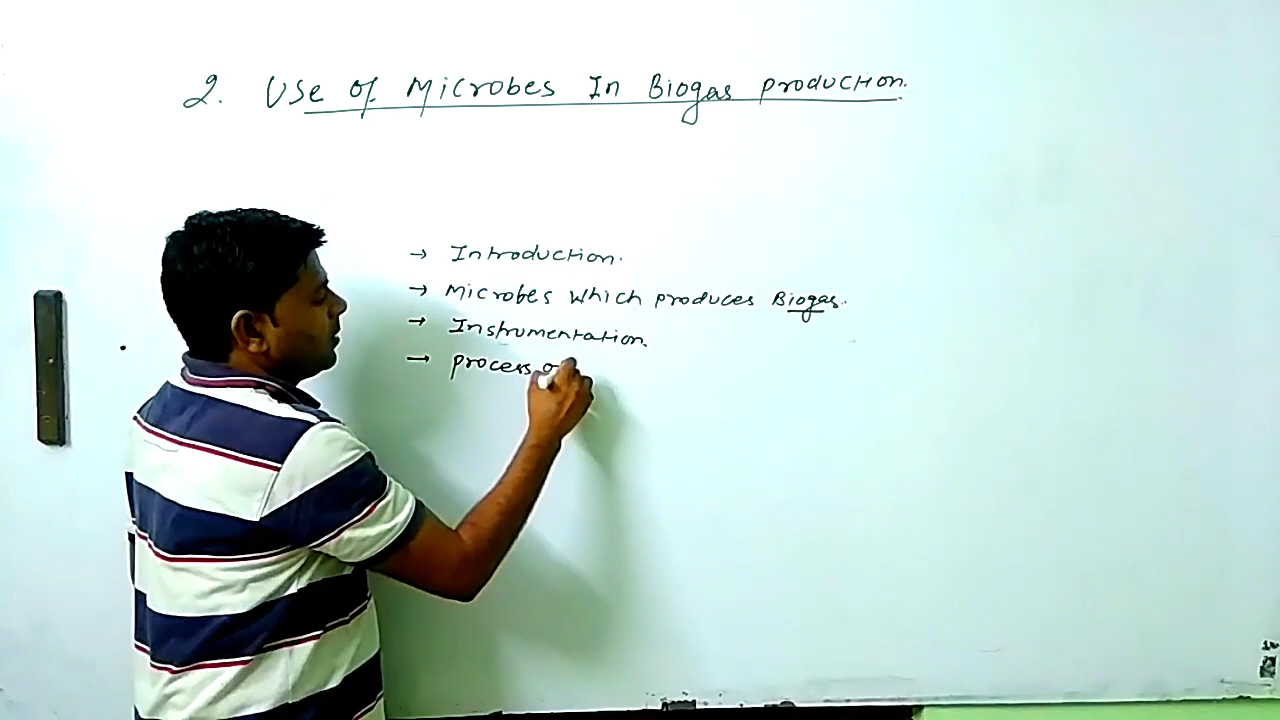 2. Use of Microbes In Biogas production.
→ Introduction.
→ Microbes which produces Biogas.
→ Instrumentation.
→ process o